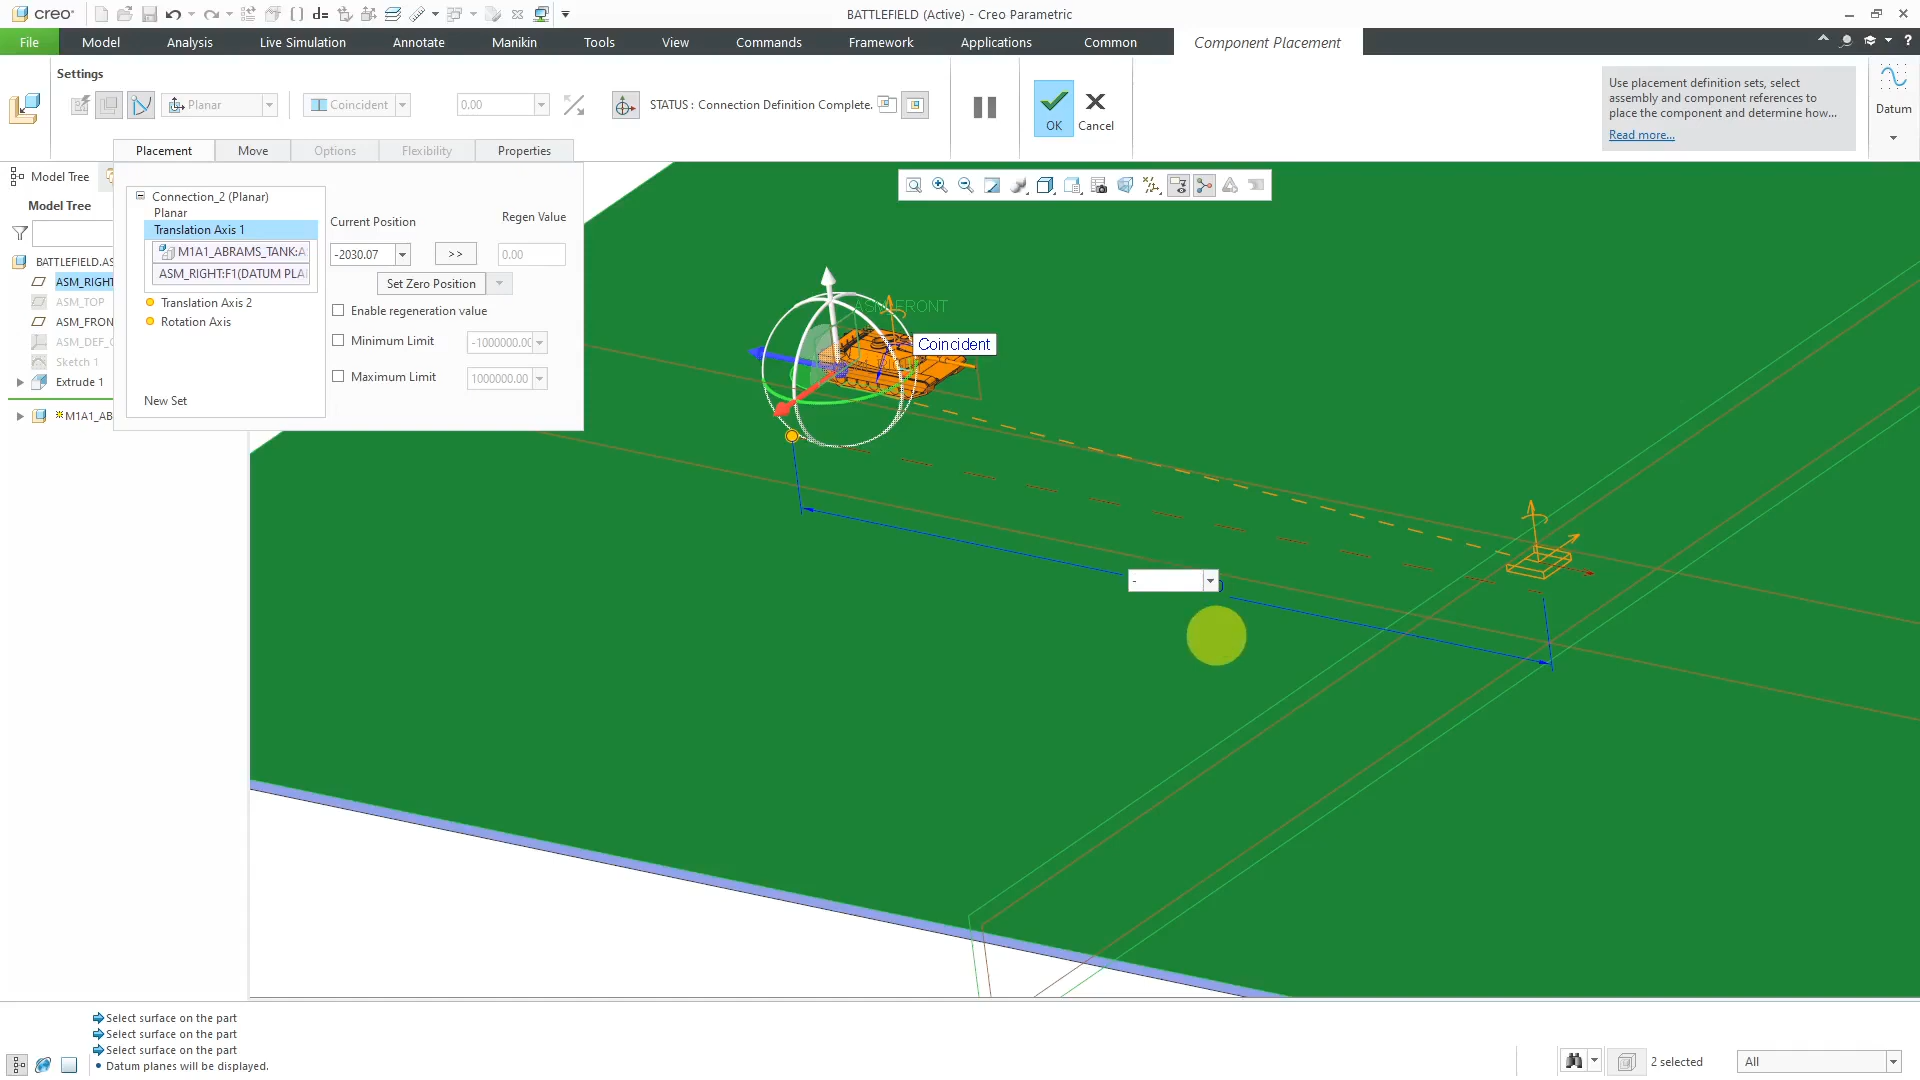 creo
BATTLEFIELD (Active) - Creo Parametric
File
Model
Analysis
Live Simulation
Annotate
Manikin
Tools
View
Commands
Framework
Applications
Common
Component Placement
Settings
Planar
Coincident
0.00
STATUS : Connection Definition Complete.
OK
Cancel
Use placement definition sets, select
assembly and component references to
place the component and determine how...
Read more...
Datum
Placement
Move
Options
Flexibility
Properties
Model Tree
Model Tree
BATTLEFIELD.AS
ASM_RIGHT
ASM_TOP
ASM_FRON
ASM_DEF_C
Sketch 1
Extrude 1
M1A1_AB
Connection_2 (Planar)
Planar
Translation Axis 1
M1A1_ABRAMS_TANK:A
ASM_RIGHT:F1(DATUM PLA
Translation Axis 2
Rotation Axis
New Set
Current Position
Regen Value
-2030.07
>>
0.00
Set Zero Position
Enable regeneration value
Minimum Limit
-1000000.00
Maximum Limit
1000000.00
ASM_FRONT
Coincident
-
Select surface on the part
Select surface on the part
Select surface on the part
Datum planes will be displayed.
2 selected
All